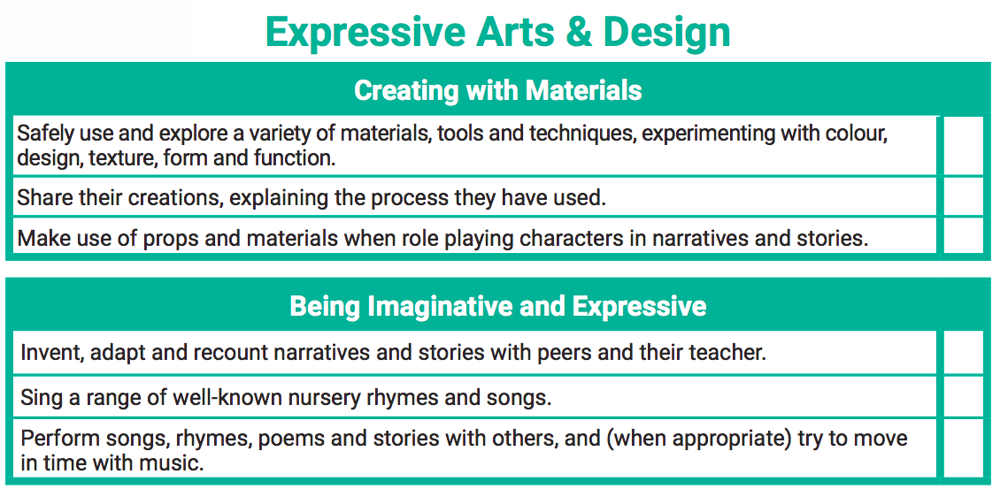 Expressive Arts & Design
Creating with Materials
Safely use and explore a variety of materials, tools and techniques, experimenting with colour,
design, texture, form and function.
Share their creations, explaining the process they have used.
Make use of props and materials when role playing characters in narratives and stories.
Being Imaginative and Expressive
Invent, adapt and recount narratives and stories with peers and their teacher.
Sing a range of well-known nursery rhymes and songs.
Perform songs, rhymes, poems and stories with others, and (when appropriate) try to move
in time with music.